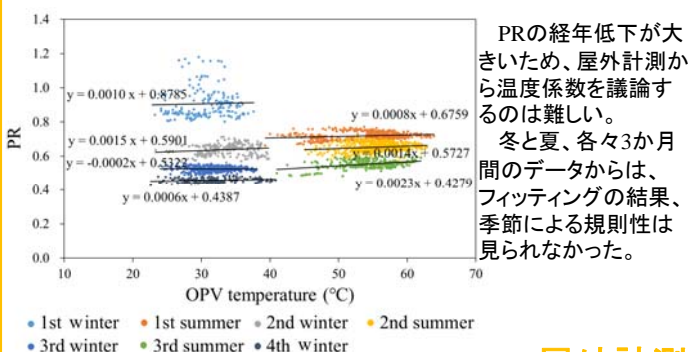 1.4
1.2
1.0
0.8
0.6
0.4
0.2
0.0
PR
y = 0.0010 x + 0.8785
y = 0.0008x + 0.6759
y = 0.0015 x + 0.5901
y = 0.0014x + 0.5727
y = -0.0002x + 0.5322
y = 0.0023x + 0.4279
y = 0.0006x + 0.4387
10 20 30 40 50 60 70
OPV temperature (℃)
1st winter 1st summer 2nd winter 2nd summer
3rd winter 3rd summer 4th winter
PRの経年低下が大
きいため、屋外計測か
ら温度係数を議論す
るのは難しい。
冬と夏、各々3か月
間のデータからは、
フィッティングの結果、
季節による規則性は
見られなかった。